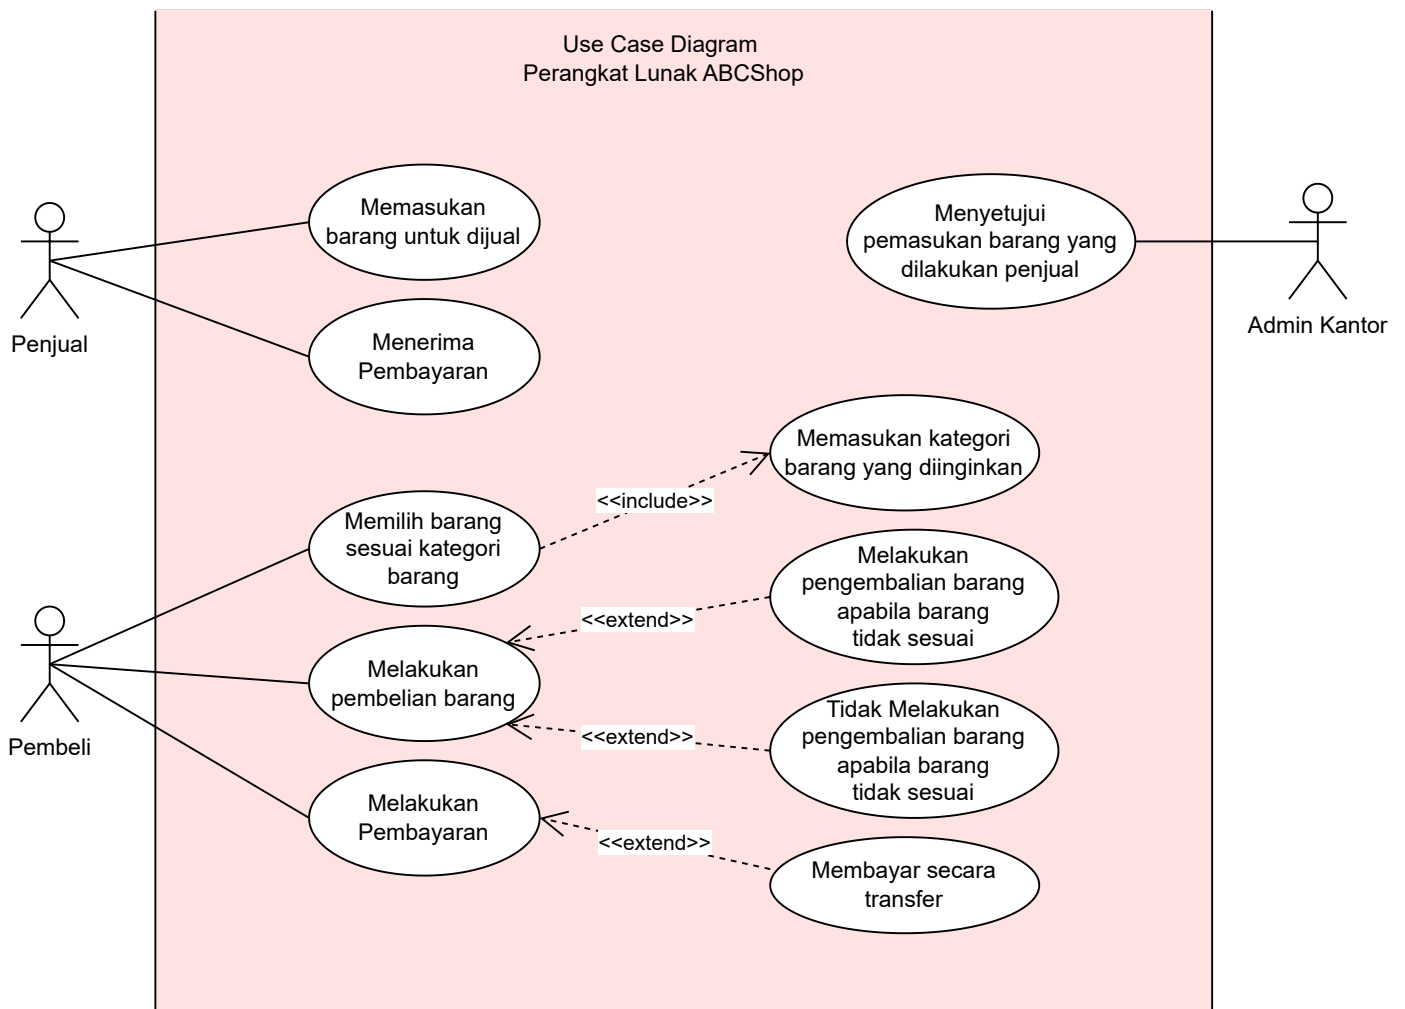 Use Case Diagram
Perangkat Lunak ABCShop
Memasukan
barang untuk dijual
Menyetujui
pemasukan barang yang
dilakukan penjual
Penjual
Admin Kantor
Menerima
Pembayaran
Memasukan kategori
barang yang diinginkan
<<include>>
Memilih barang
sesuai kategori
barang
Melakukan
pengembalian barang
apabila barang
tidak sesuai
<<extend>>
Melakukan
pembelian barang
Pembeli
<<extend>>
Tidak Melakukan
pengembalian barang
apabila barang
tidak sesuai
Melakukan
Pembayaran
<<extend>>
Membayar secara
transfer